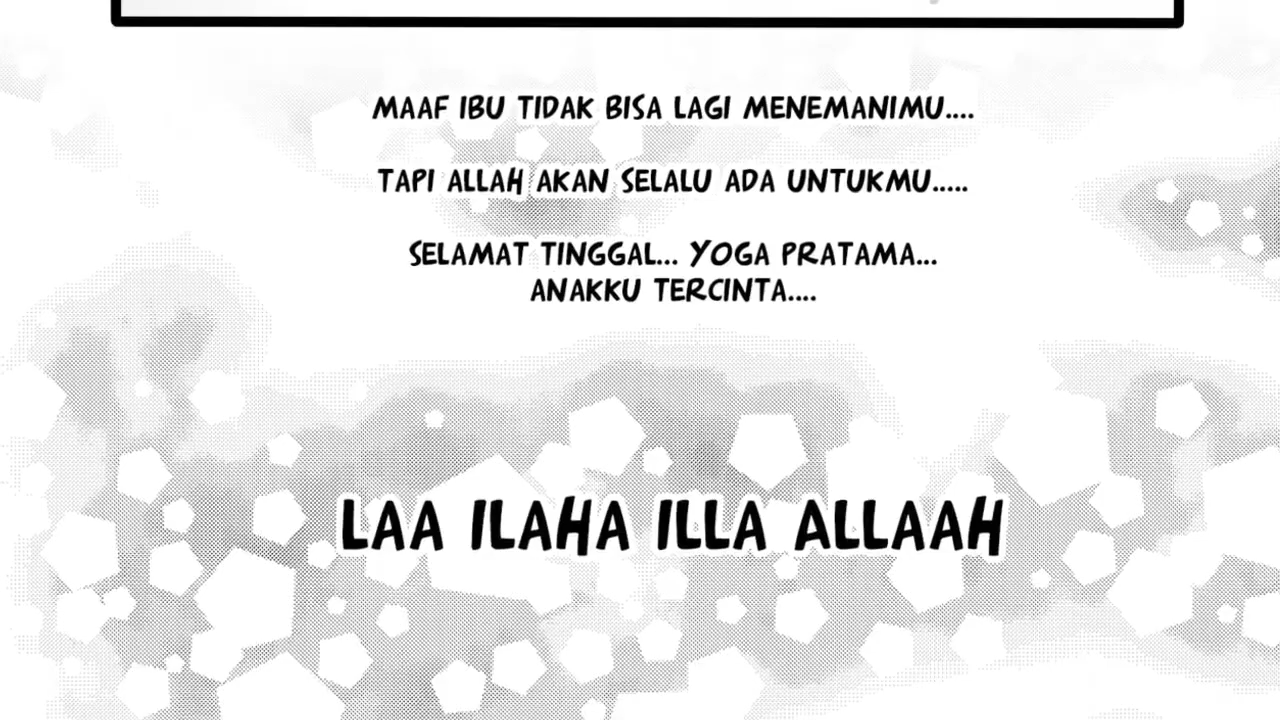 MAAF IBU TIDAK BISA LAGI MENEMANIMU....
TAPI ALLAH AKAN SELALU ADA UNTUKMU.....
SELAMAT TINGGAL... YOGA PRATAMA...
ANAKKU TERCINTA....
LAA ILAHA ILLA ALLAAH